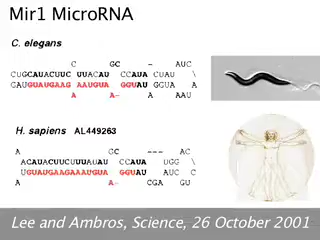 Mir1 MicroRNA
C. elegans
C GC – AUC
CUGCAUACUUC UUACAU CCAUA CUAU \
GAUGUAUGAAG AAUGUA GGUAU GGUA A
A A– A AAU
H. sapiens AL449263
A GC --- AC
ACAUACUUCUUUAUAU CCAUA UGG \
UGUAUGAAGAAAUGUA GGUAU AUC C
A A– CGA GU
Lee and Ambros, Science, 26 October 2001